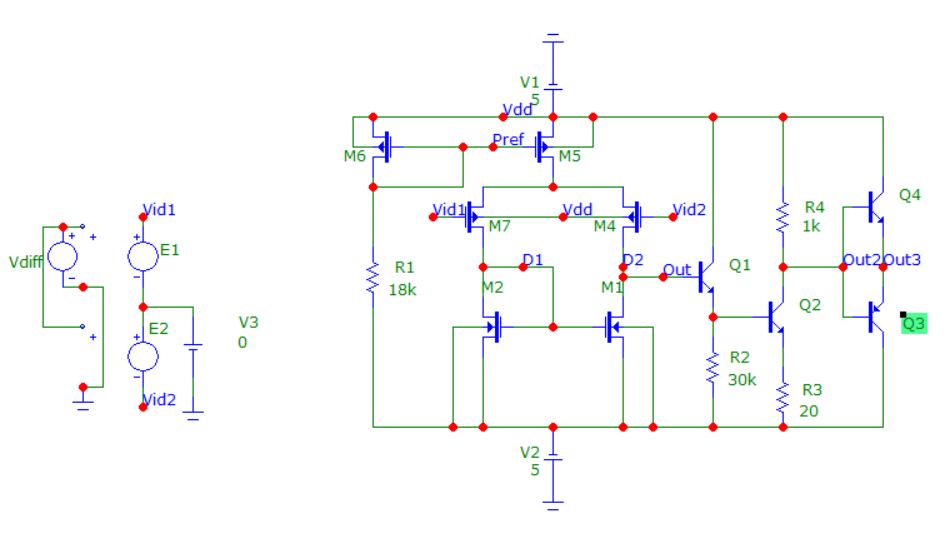 V1
5
Vdd
M6
Pref
M5
Vid1
Vid1
M7
Vdd
M4
Vid2
Q4
R4
1k
Vdiff
+
+
-
+
+
E1
-
R1
18k
D1
D2
Out
Q1
Out2
Out3
M2
M1
Q2
Q3
E2
+
-
V3
0
R2
30k
Vid2
R3
20
V2
5